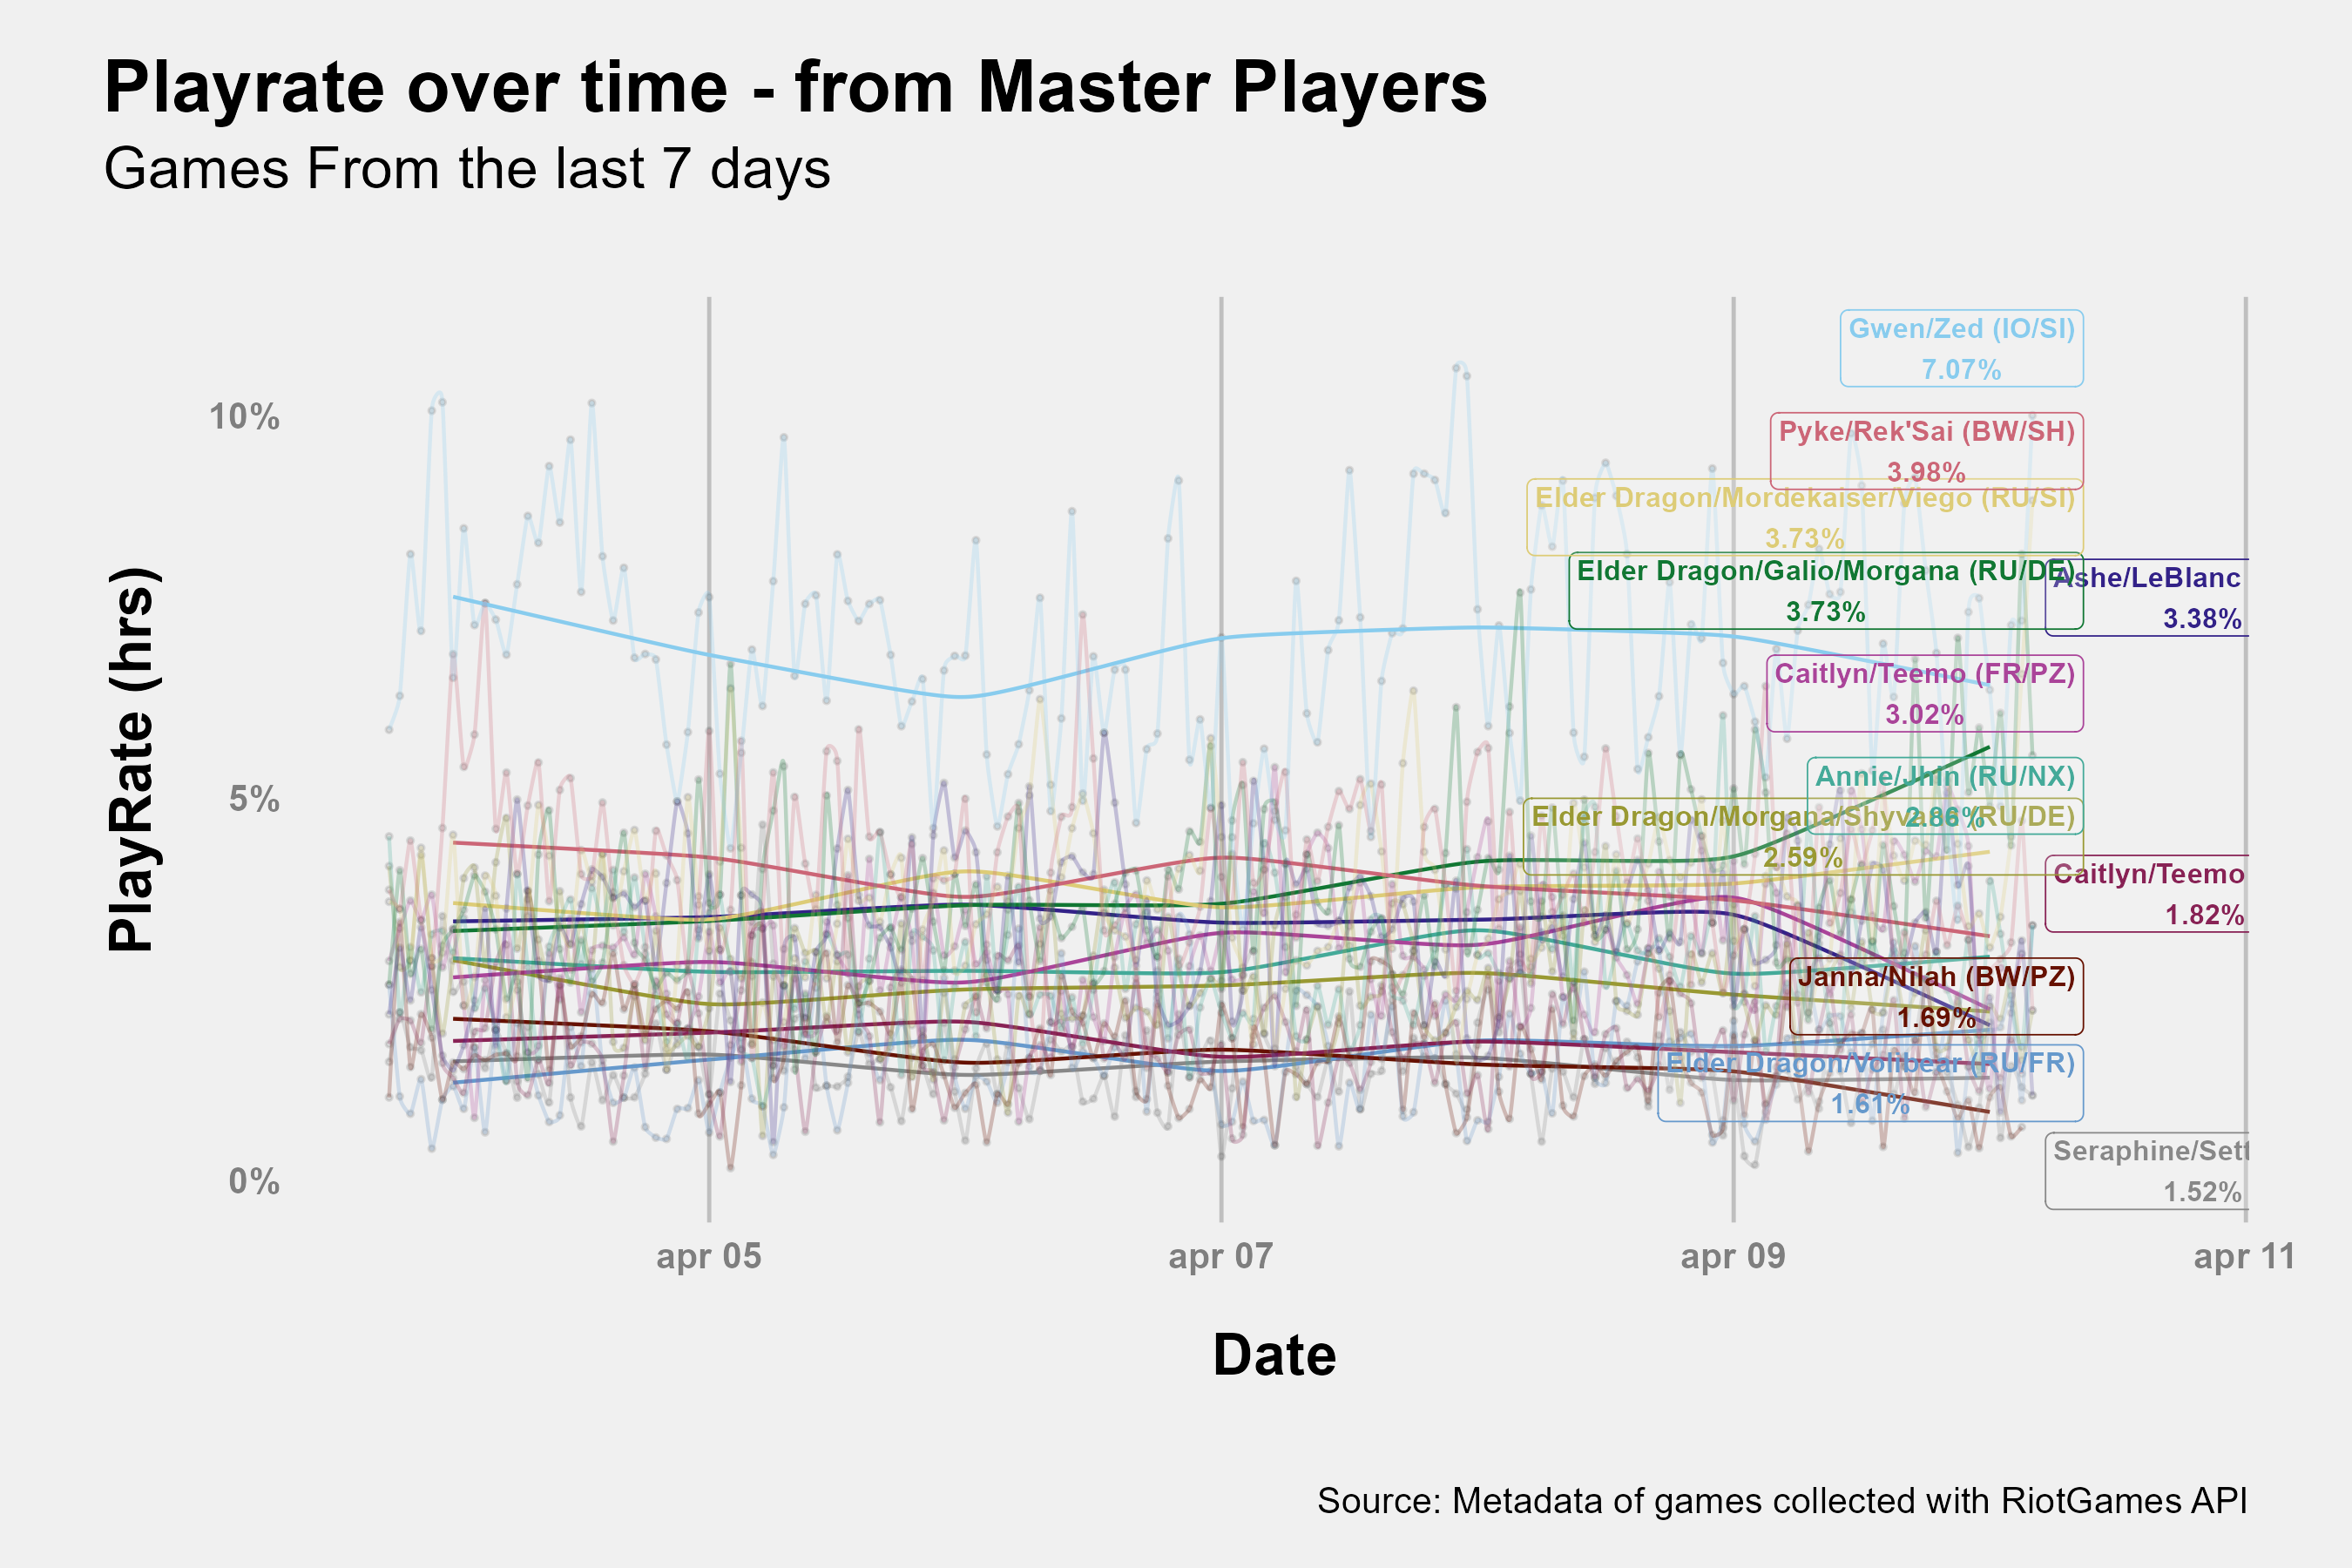 Playrate over time - from Master Players
Games From the last 7 days
PlayRate (hrs)
10%
5%
0%
Gwen/Zed (IO/SI)
7.07%
Pyke/Rek'Sai (BW/SH)
3.98%
Elder Dragon/Mordekaiser/Viego (RU/SI)
3.73%
Elder Dragon/Galio/Morgana (RU/DE)
3.73%
Ashe/LeBlanc
3.38%
Caitlyn/Teemo (FR/PZ)
3.02%
Annie/Jhin (RU/NX)
2.86%
Elder Dragon/Morgana/Shyvana (RU/DE)
2.59%
Caitlyn/Teemo
1.82%
Janna/Nilah (BW/PZ)
1.69%
Elder Dragon/Volibear (RU/FR)
1.61%
Seraphine/Sett
1.52%
apr 05
apr 07
apr 09
apr 11
Date
Source: Metadata of games collected with RiotGames API